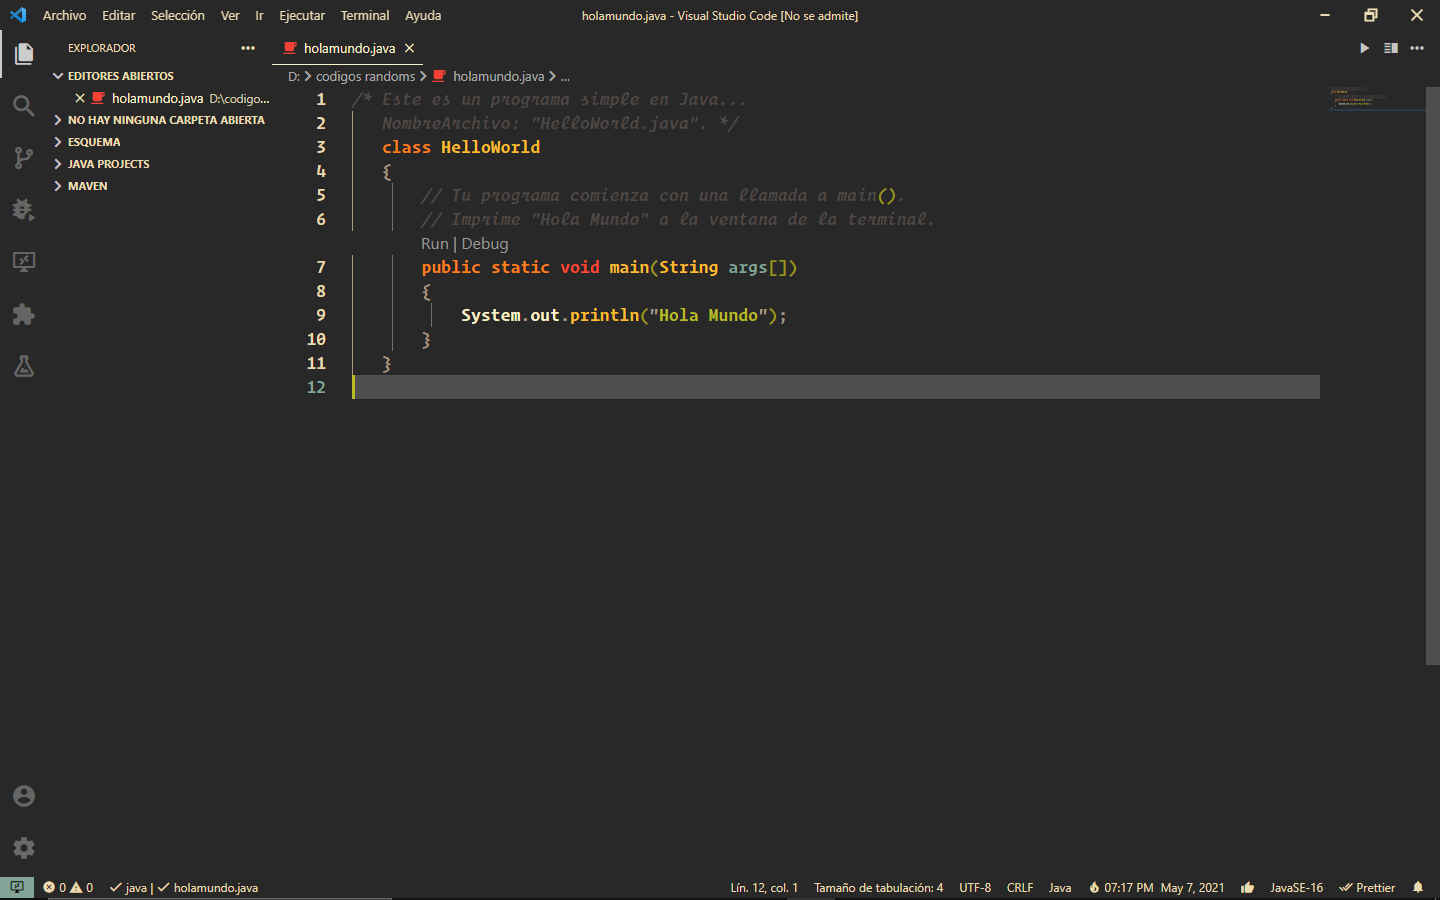 Archivo Editar Selección Ver Ir Ejecutar Terminal Ayuda
holamundo.java - Visual Studio Code [No se admite]
EXPLORADOR
EDITORES ABIERTOS
holamundo.java D:\codigo...
NO HAY NINGUNA CARPETA ABIERTA
ESQUEMA
JAVA PROJECTS
MAVEN
holamundo.java
D: > codigos randoms > holamundo.java > ...
1 /* Este es un programa simple en Java...
2 NombreArchivo: "HelloWorld.java". */
3 class HelloWorld
4 {
5 // Tu programa comienza con una llamada a main().
6 // Imprime "Hola Mundo" a la ventana de la terminal.
Run | Debug
7 public static void main(String args[])
8 {
9 System.out.println("Hola Mundo");
10 }
11 }
12
0 0 java | holamundo.java
Lín. 12, col. 1 Tamaño de tabulación: 4 UTF-8 CRLF Java 07:17 PM May 7, 2021 JavaSE-16 Prettier